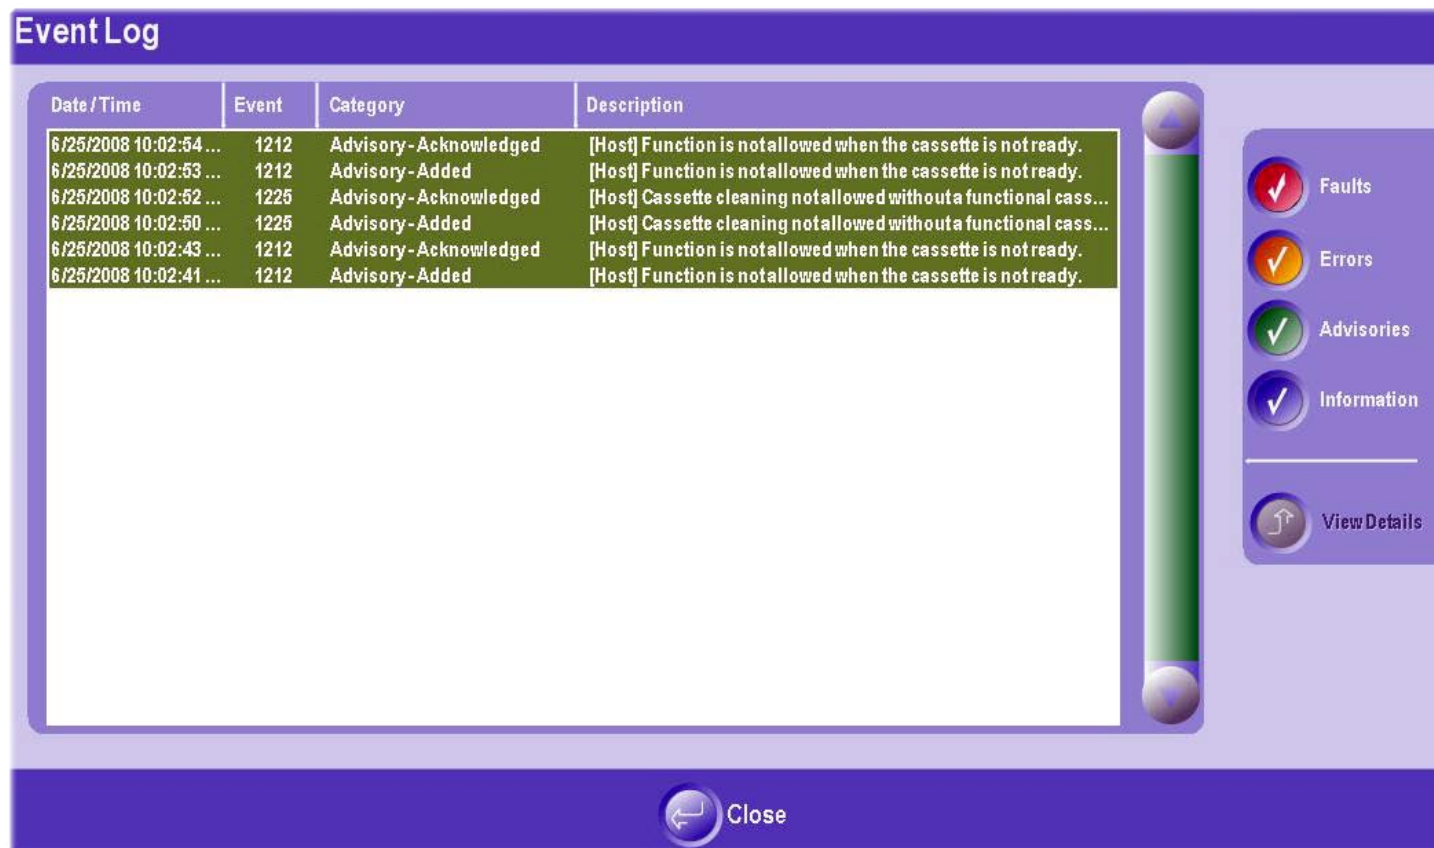 Event Log
Date/Time Event Category Description
6/25/2008 10:02:54 ... 1212 Advisory-Acknowledged [Host] Function is not allowed when the cassette is not ready.
6/25/2008 10:02:53 ... 1212 Advisory-Added [Host] Function is not allowed when the cassette is not ready.
6/25/2008 10:02:52 ... 1225 Advisory-Acknowledged [Host] Cassette cleaning not allowed without a functional cass...
6/25/2008 10:02:50 ... 1225 Advisory-Added [Host] Cassette cleaning not allowed without a functional cass...
6/25/2008 10:02:43 ... 1212 Advisory-Acknowledged [Host] Function is not allowed when the cassette is not ready.
6/25/2008 10:02:41 ... 1212 Advisory-Added [Host] Function is not allowed when the cassette is not ready.
Faults
Errors
Advisories
Information
View Details
Close